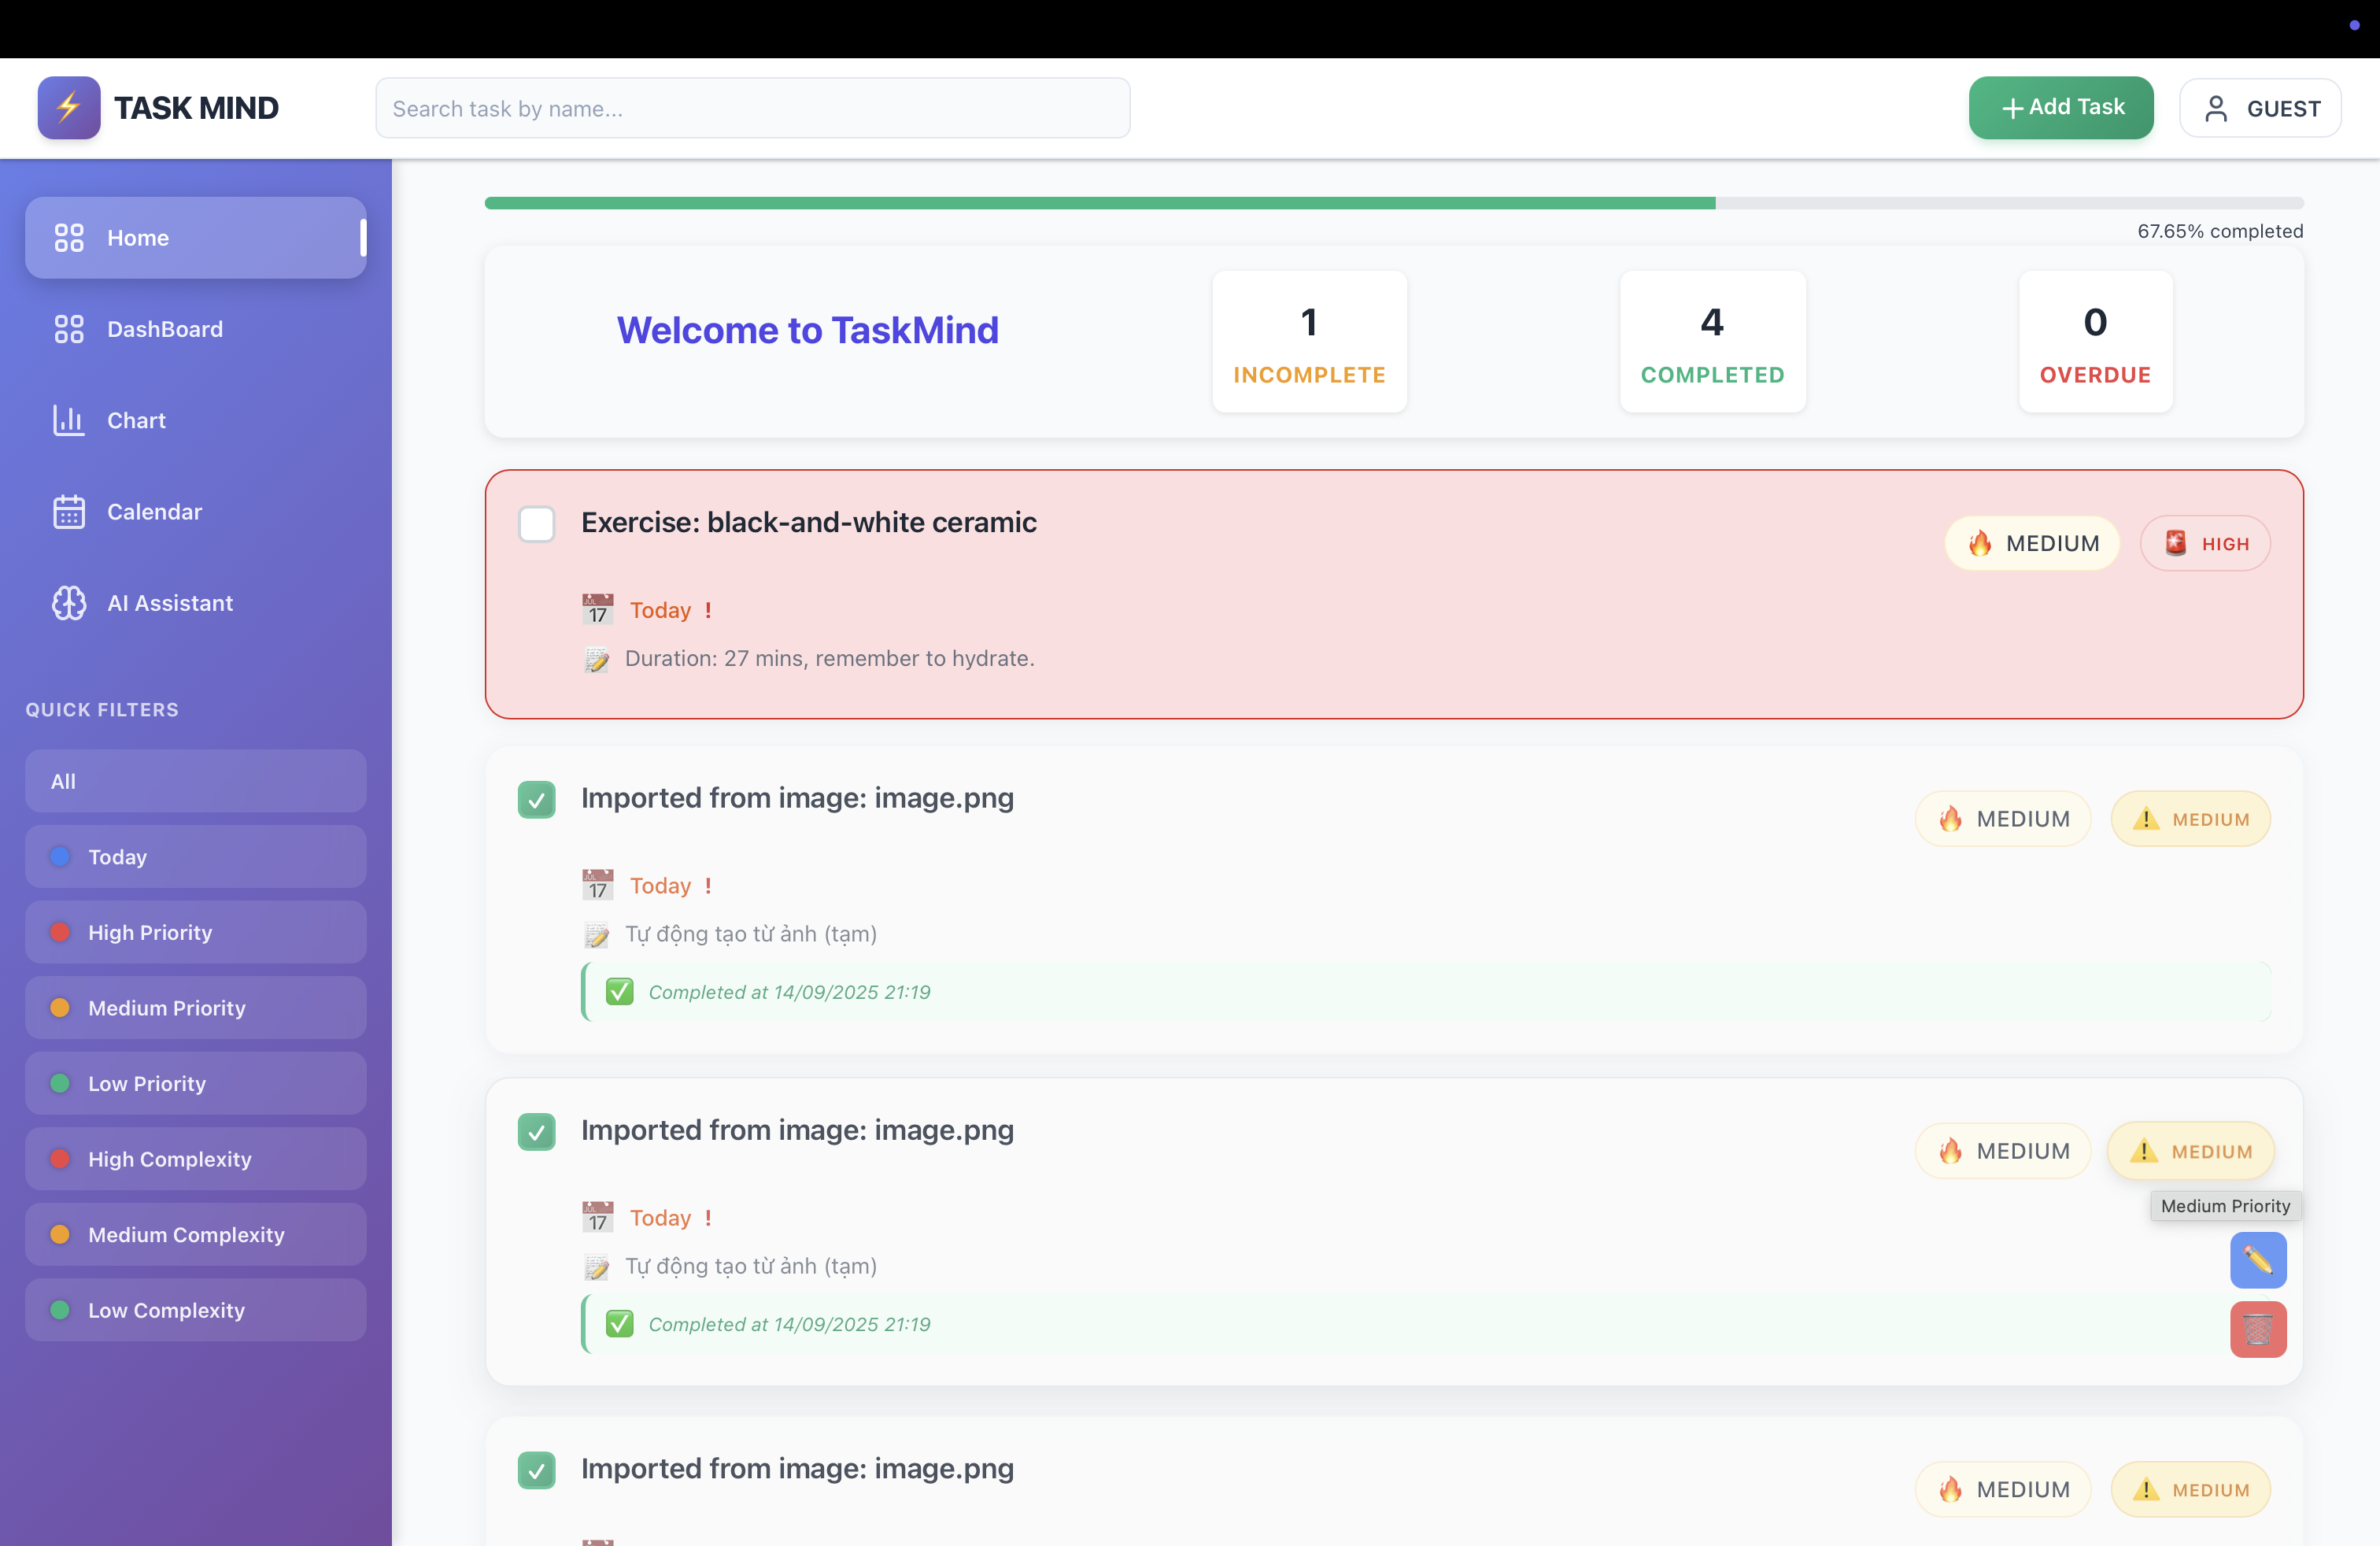 TASK MIND
Search task by name...
Add Task
GUEST
Home
DashBoard
Chart
Calendar
AI Assistant
QUICK FILTERS
All
Today
High Priority
Medium Priority
Low Priority
High Complexity
Medium Complexity
Low Complexity
67.65% completed
Welcome to TaskMind
1
INCOMPLETE
4
COMPLETED
0
OVERDUE
Exercise: black-and-white ceramic
MEDIUM
HIGH
JUL
17
Today !
Duration: 27 mins, remember to hydrate.
Imported from image: image.png
MEDIUM
MEDIUM
JUL
17
Today !
Tự động tạo từ ảnh (tạm)
Completed at 14/09/2025 21:19
Imported from image: image.png
MEDIUM
MEDIUM
Medium Priority
JUL
17
Today !
Tự động tạo từ ảnh (tạm)
Completed at 14/09/2025 21:19
Imported from image: image.png
MEDIUM
MEDIUM